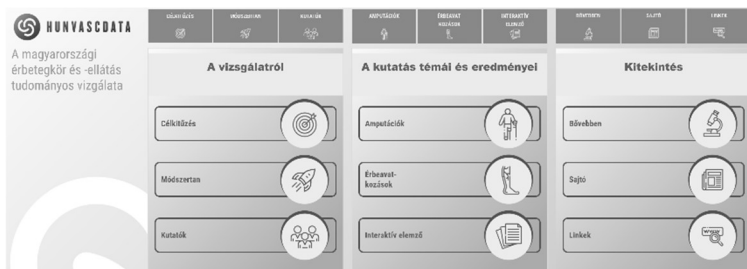 HUNVASCDATA
A magyarországi
érbetegkör és -ellátás
tudományos vizgálata
CÉLKITŰZÉS
MÓDSZERTAN
KUTATÓK
AMPUTÁCIÓK
ÉRBEAVAT
KOZÁSOK
INTERAKTÍV
ELEMZŐ
BŐVEBBEN
SAJTÓ
LINKEK
A vizsgálatról
Célkitűzés
Módszertan
Kutatók
A kutatás témái és eredményei
Amputációk
Érbeavat-
kozások
Interaktív elemző
Kitekintés
Bővebben
Sajtó
Linkek